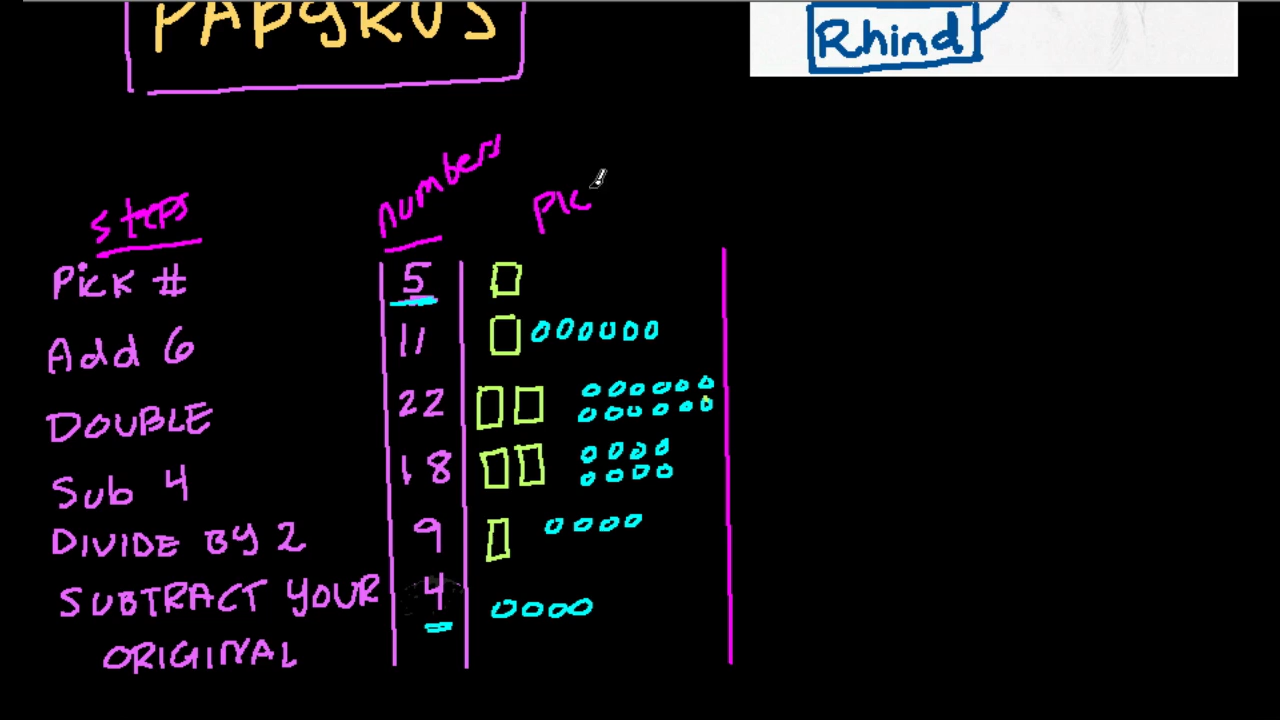 PAPYRUS
Rhind
steps numbers PIC
Pick # 5
Add 6 11
DOUBLE 22
Sub 4 18
DIVIDE BY 2 9
SUBTRACT YOUR 4
ORIGINAL